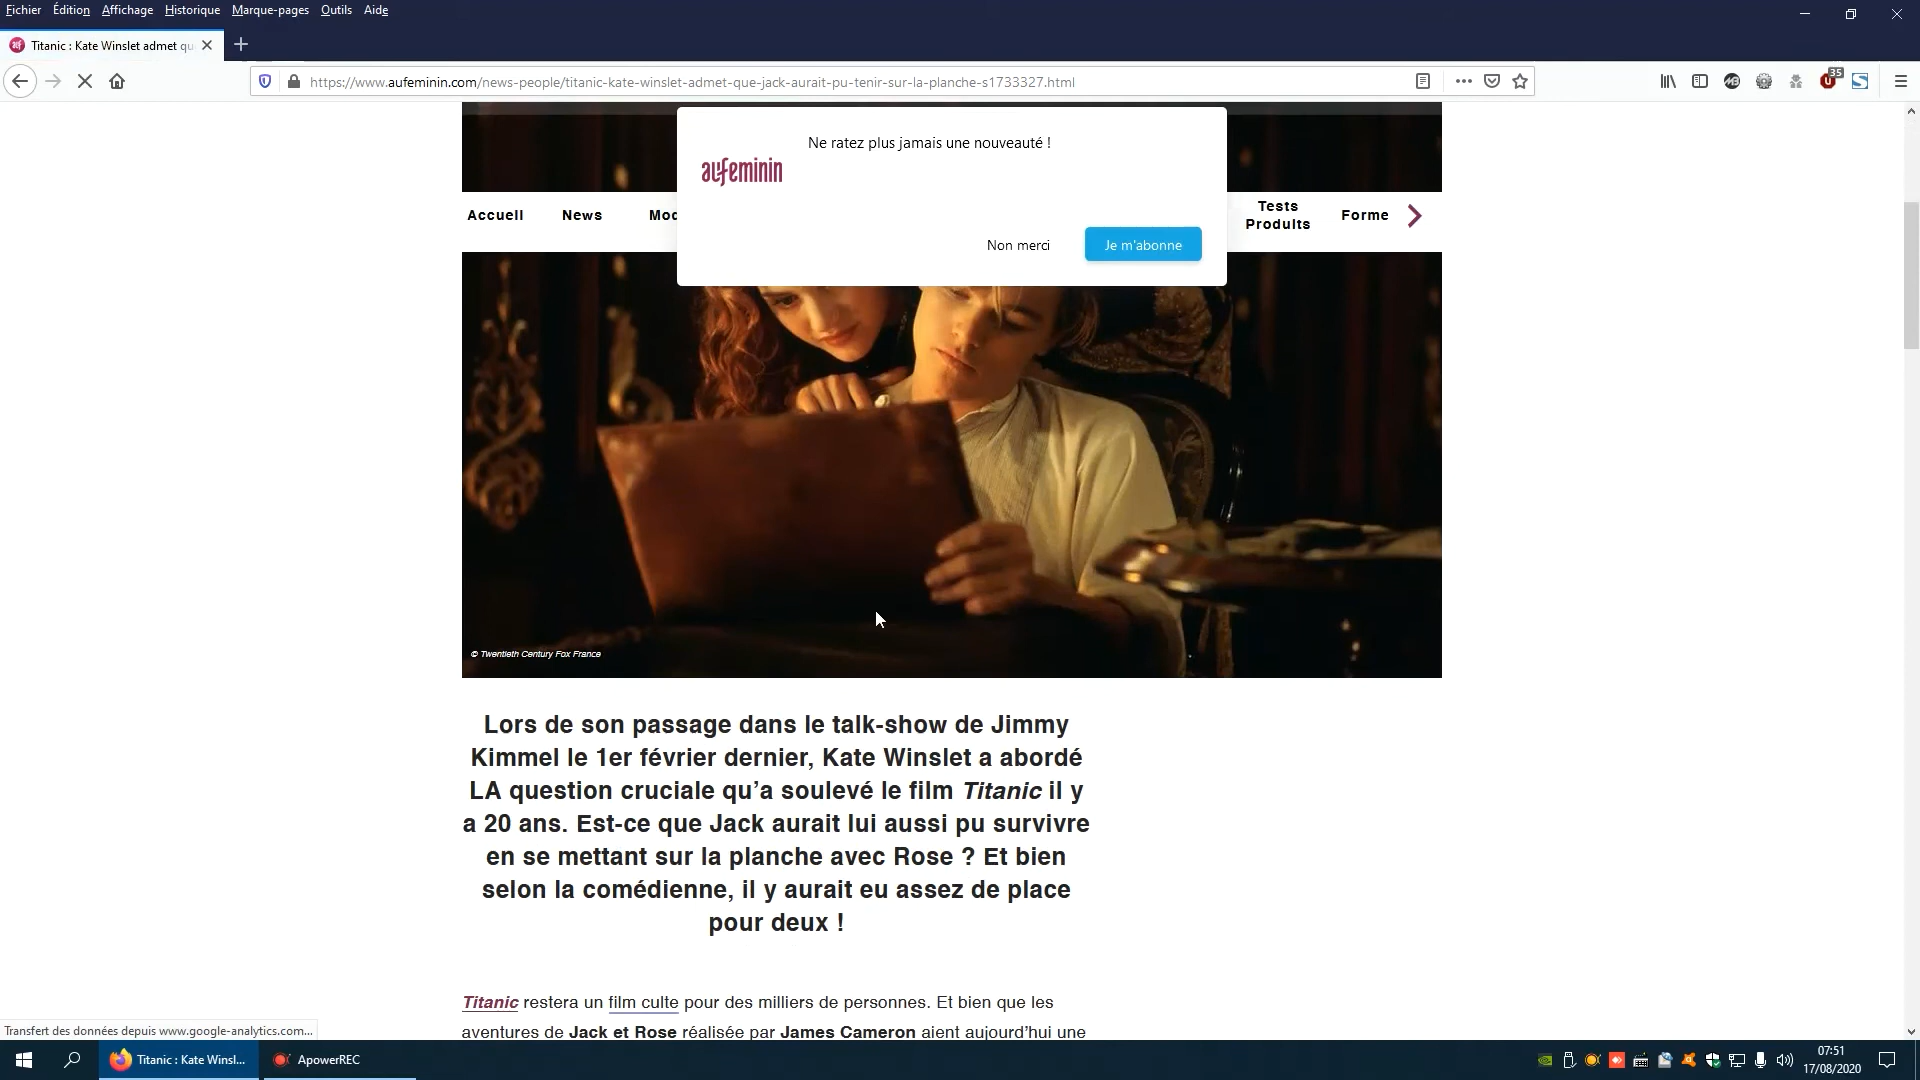 Fichier Édition Affichage Historique Marque-pages Outils Aide
Titanic : Kate Winslet admet qu
https://www.aufeminin.com/news-people/titanic-kate-winslet-admet-que-jack-aurait-pu-tenir-sur-la-planche-s1733327.html
35
Ne ratez plus jamais une nouveauté !
aufeminin
Non merci
Je m'abonne
Accueil
News
Tests
Produits
Forme
© Twentieth Century Fox France
Lors de son passage dans le talk-show de Jimmy
Kimmel le 1er février dernier, Kate Winslet a abordé
LA question cruciale qu’a soulevé le film Titanic il y
a 20 ans. Est-ce que Jack aurait lui aussi pu survivre
en se mettant sur la planche avec Rose ? Et bien
selon la comédienne, il y aurait eu assez de place
pour deux !
Titanic restera un film culte pour des milliers de personnes. Et bien que les
aventures de Jack et Rose réalisée par James Cameron aient aujourd’hui une
Transfert des données depuis www.google-analytics.com...
Titanic : Kate Winsl...
ApowerREC
07:51
17/08/2020